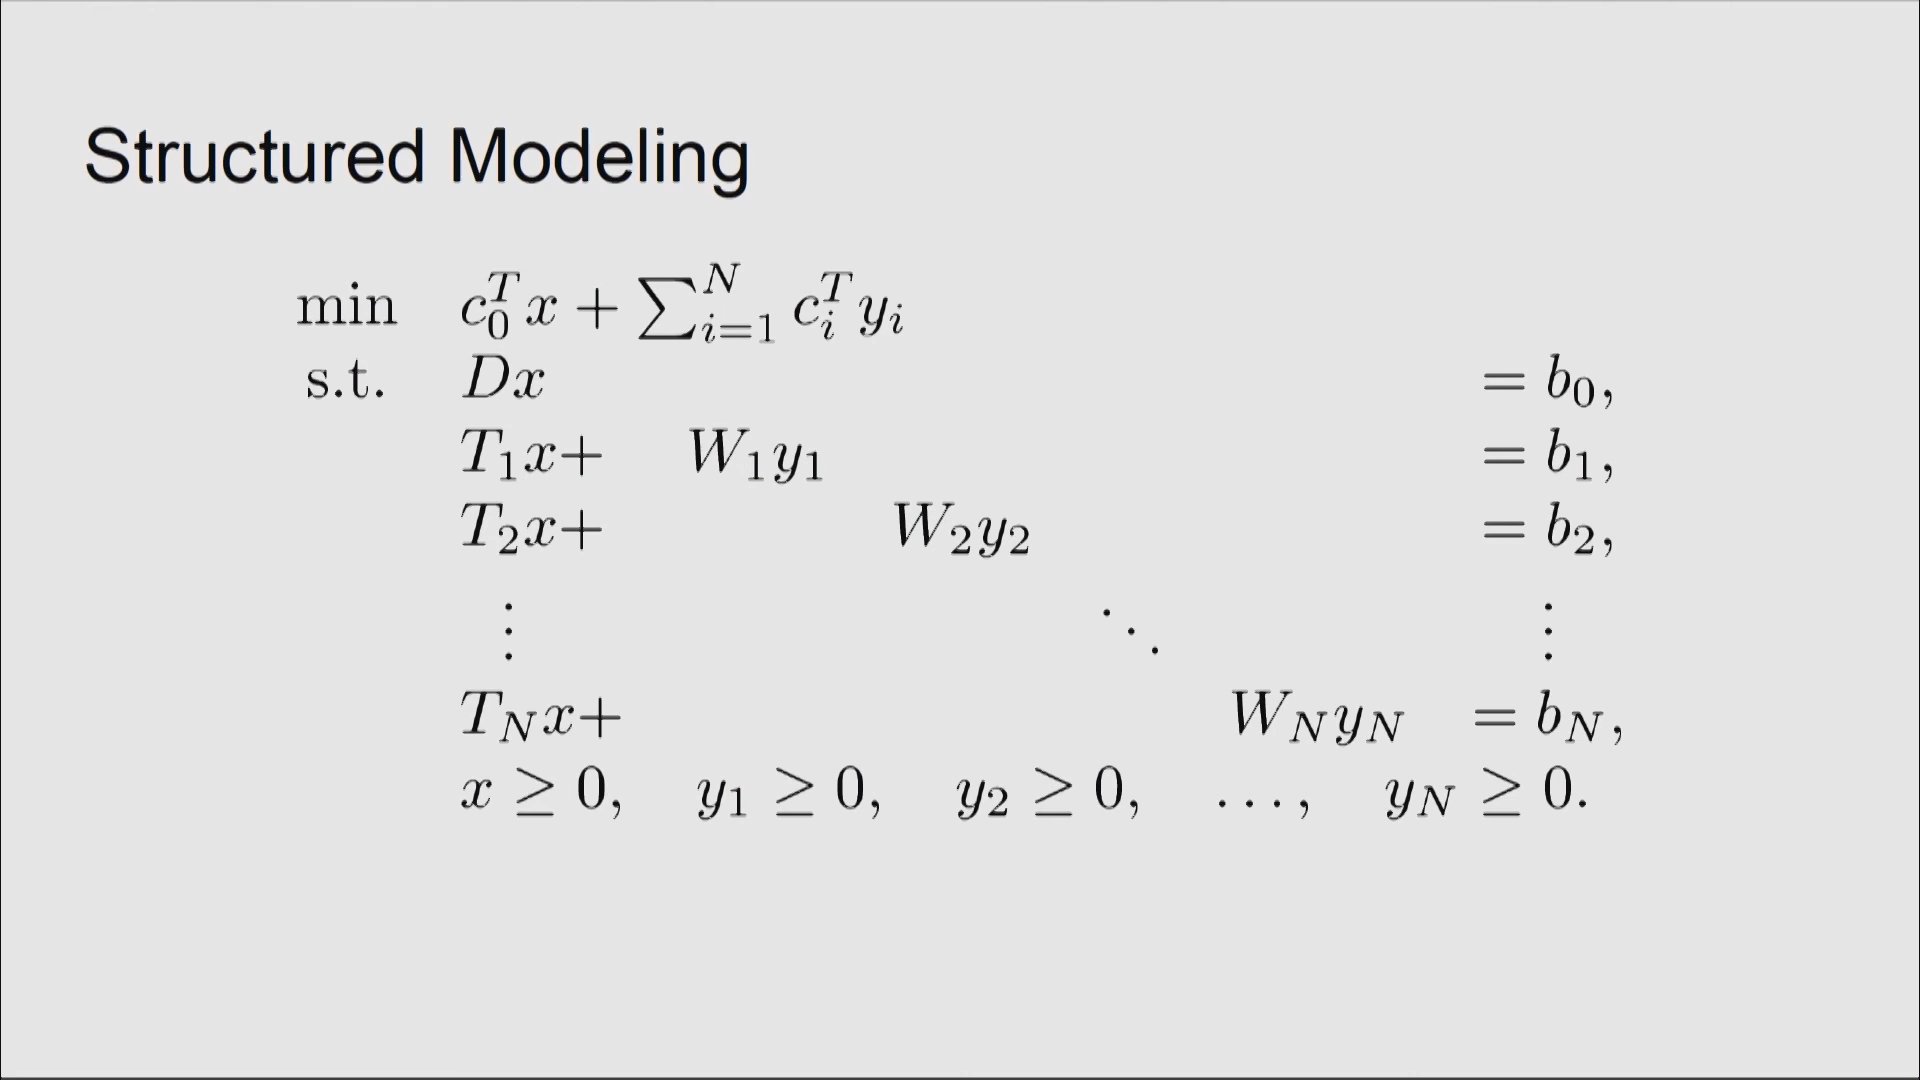 Structured Modeling
min c_0^T x + ∑_{i=1}^N c_i^T y_i
s.t. Dx = b_0,
T_1x+ W_1y_1 = b_1,
T_2x+ W_2y_2 = b_2,
⋮ ⋱ ⋮
T_Nx+ W_Ny_N = b_N,
x ≥ 0, y_1 ≥ 0, y_2 ≥ 0, ..., y_N ≥ 0.